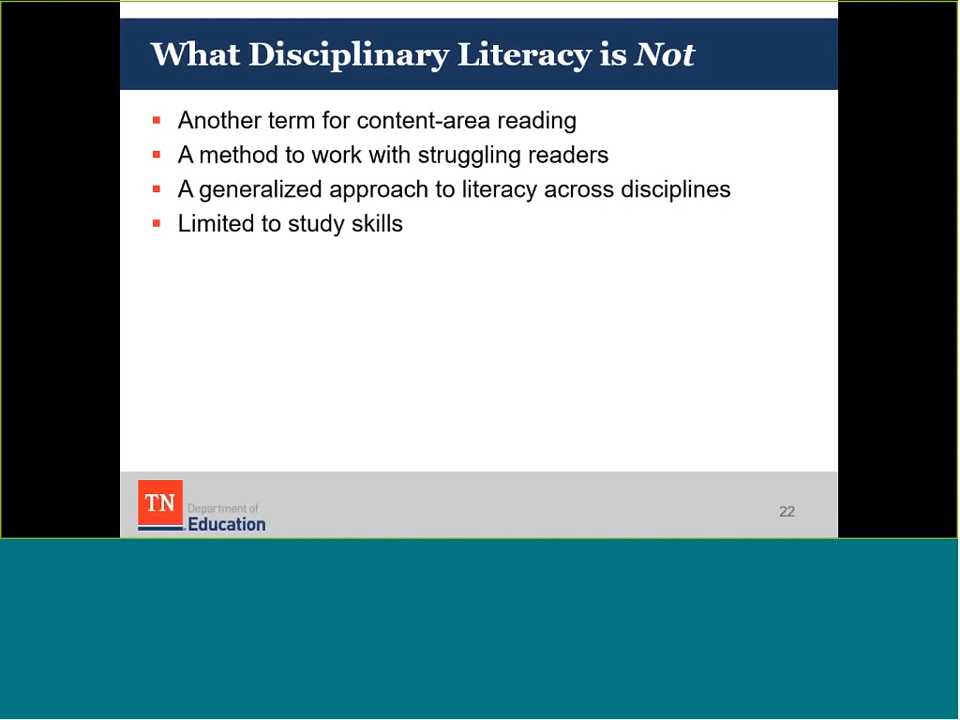 What Disciplinary Literacy is Not
Another term for content-area reading
A method to work with struggling readers
A generalized approach to literacy across disciplines
Limited to study skills
TN
Department of
Education
22